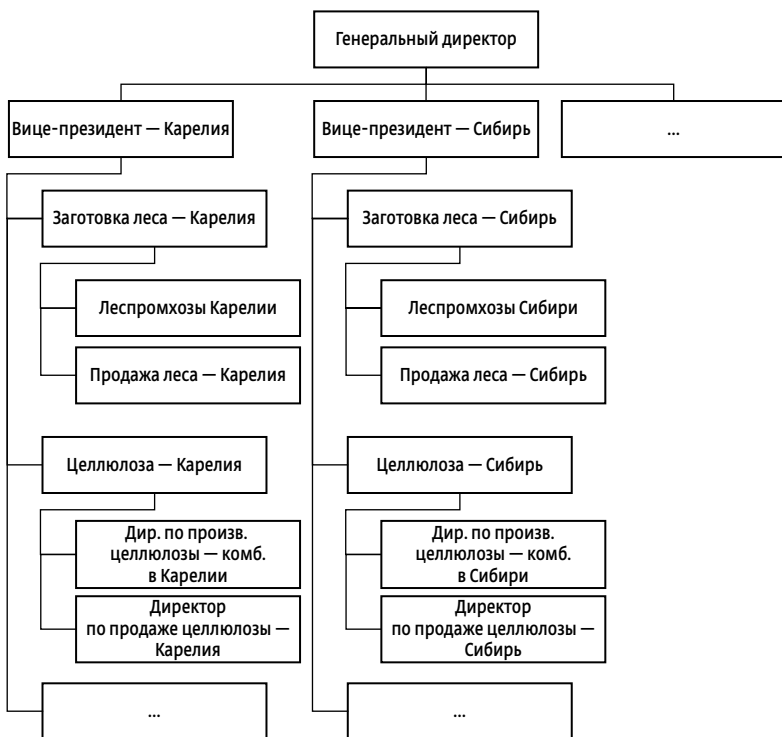 Генеральный директор
Вице-президент — Карелия
Вице-президент — Сибирь
...
Заготовка леса — Карелия
Заготовка леса — Сибирь
Леспромхозы Карелии
Леспромхозы Сибири
Продажа леса — Карелия
Продажа леса — Сибирь
Целлюлоза — Карелия
Целлюлоза — Сибирь
Дир. по произв.
целлюлозы — комб.
в Карелии
Дир. по произв.
целлюлозы — комб.
в Сибири
Директор
по продаже целлюлозы —
Карелия
Директор
по продаже целлюлозы —
Сибирь
...
...